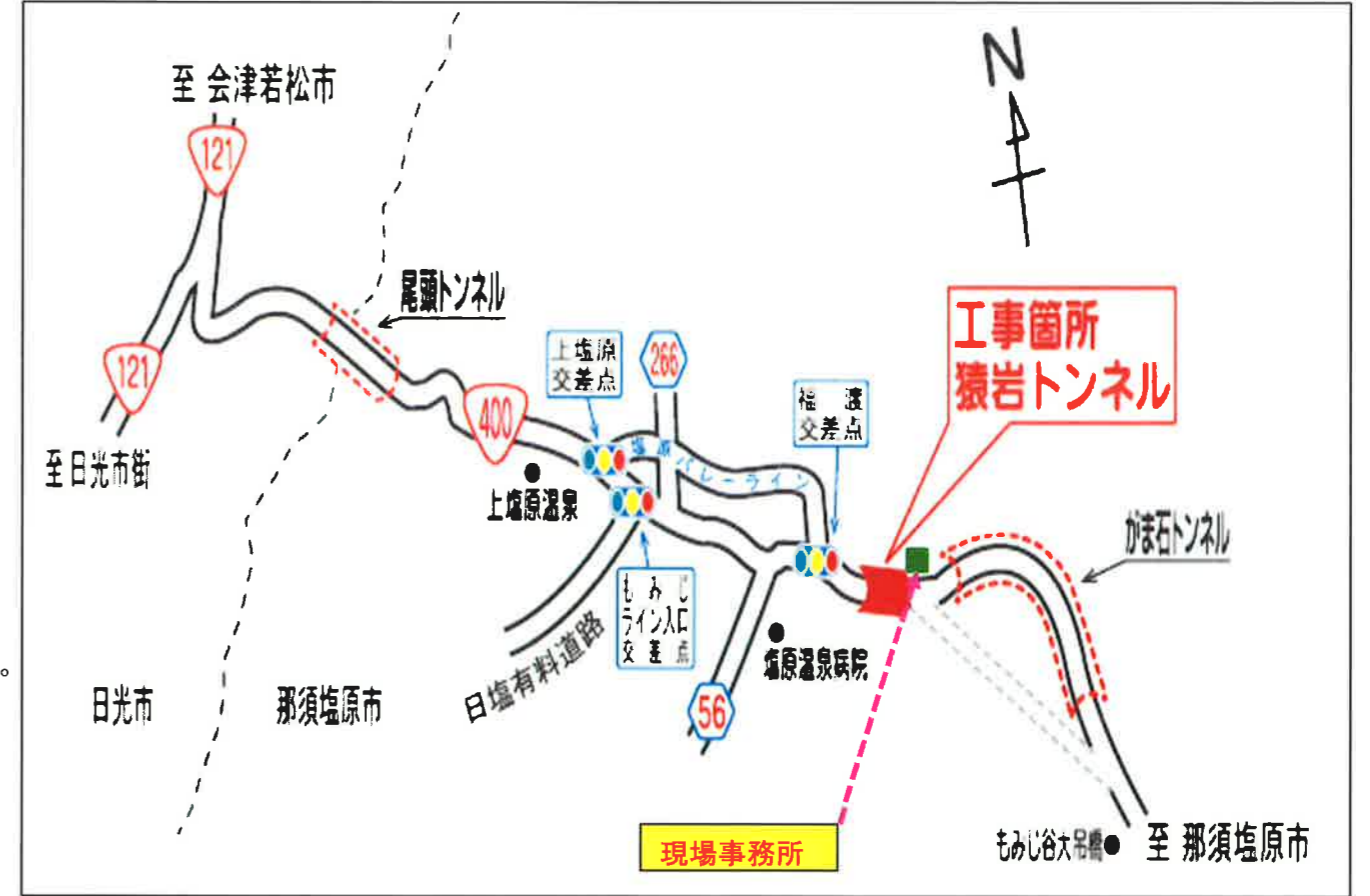 N
至 会津若松市
121
尾頭トンネル
工事箇所
猿岩トンネル
上塩原
交差点
266
121
福渡
交差点
400
塩原バレーライン
至日光市街
上塩原温泉
がま石トンネル
もみじ
ライン入口
交差点
塩原温泉病院
日塩有料道路
。
日光市
那須塩原市
56
もみじ谷大吊橋
至 那須塩原市
現場事務所